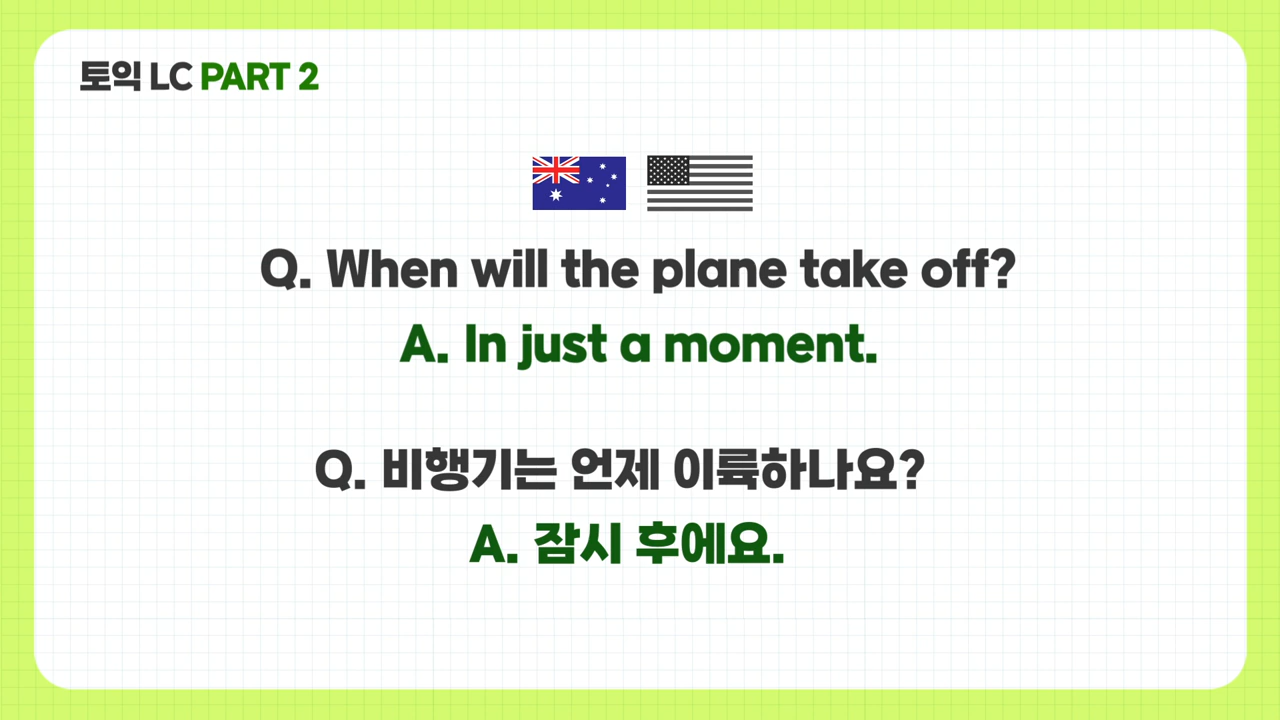 토익 LC PART 2
Q. When will the plane take off?
A. In just a moment.
Q. 비행기는 언제 이륙하나요?
A. 잠시 후에요.